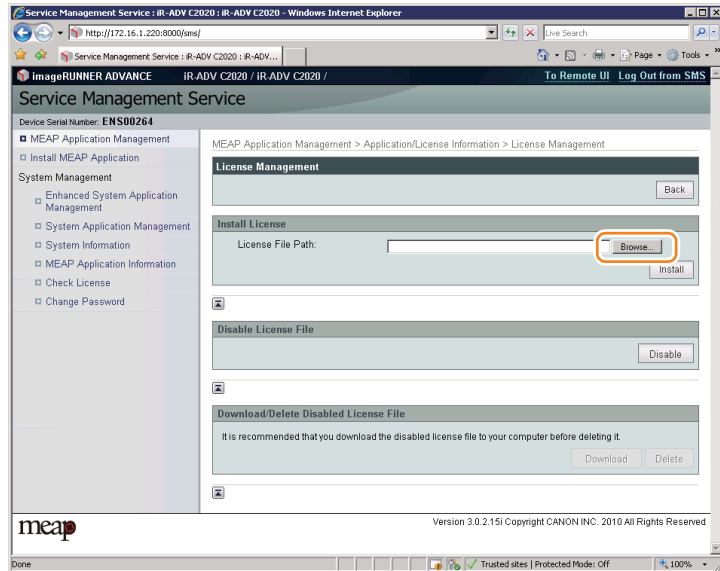 Service Management Service : iR-ADV C2020 : iR-ADV C2020 - Windows Internet Explorer
http://172.16.1.220:8000/sms/
Live Search
Service Management Service : iR-ADV C2020 : iR-ADV...
Page
Tools
imageRUNNER ADVANCE iR-ADV C2020 / iR-ADV C2020 /
To Remote UI Log Out from SMS
Service Management Service
Device Serial Number: ENS00264
MEAP Application Management
Install MEAP Application
System Management
Enhanced System Application
Management
System Application Management
System Information
MEAP Application Information
Check License
Change Password
MEAP Application Management > Application/License Information > License Management
License Management
Back
Install License
License File Path:
Browse...
Install
Disable License File
Disable
Download/Delete Disabled License File
It is recommended that you download the disabled license file to your computer before deleting it.
Download Delete
meap
Version 3.0.2.15i Copyright CANON INC. 2010 All Rights Reserved
Done
Trusted sites | Protected Mode: Off
100%